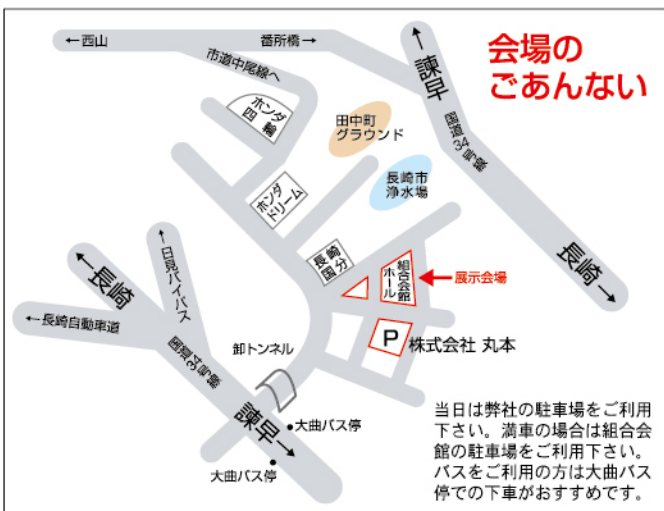 会場の
ごあんない
←西山
番所橋→
市道中尾線へ
←諫早
国道34号線
長崎→
ホンダ
四輪
田中町
グラウンド
長崎市
浄水場
ホンダ
ドリーム
長崎
国分
組合会館
ホール
←展示会場
←長崎
←日見バイパス
←長崎自動車道
国道34号線
卸トンネル
P
株式会社 丸本
諫早→
大曲バス停
大曲バス停
当日は弊社の駐車場をご利用
下さい。満車の場合は組合会
館の駐車場をご利用下さい。
バスをご利用の方は大曲バス
停での下車がおすすめです。